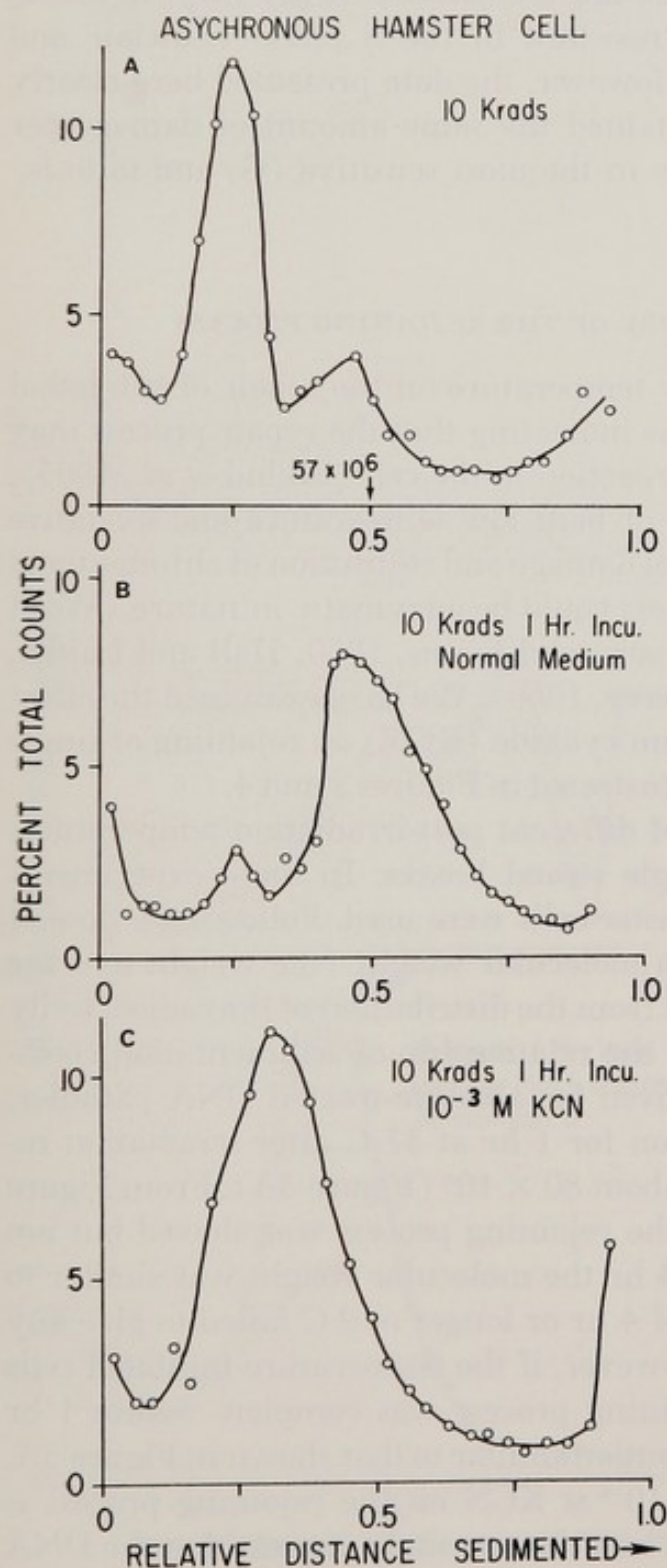 ASYCHRONOUS HAMSTER CELL
A
10 Krads
10
5
57 x 10⁶
0
0
0.5
1.0
B
10
10 Krads 1 Hr. Incu.
Normal Medium
5
PERCENT TOTAL COUNTS
0
0
0.5
1.0
C
10 Krads 1 Hr. Incu.
10⁻³ M KCN
10
5
0
0
0.5
1.0
RELATIVE DISTANCE SEDIMENTED→